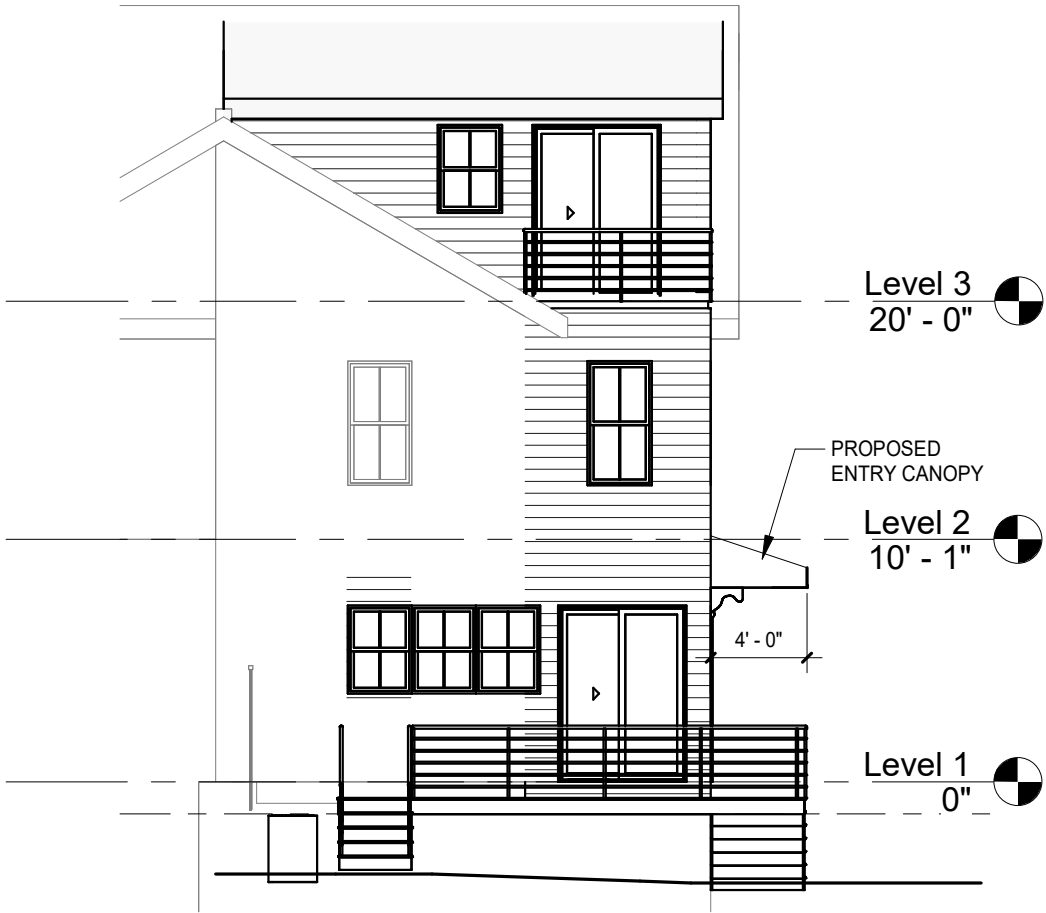 Level 3
20' - 0"
PROPOSED
ENTRY CANOPY
Level 2
10' - 1"
4' - 0"
Level 1
0"